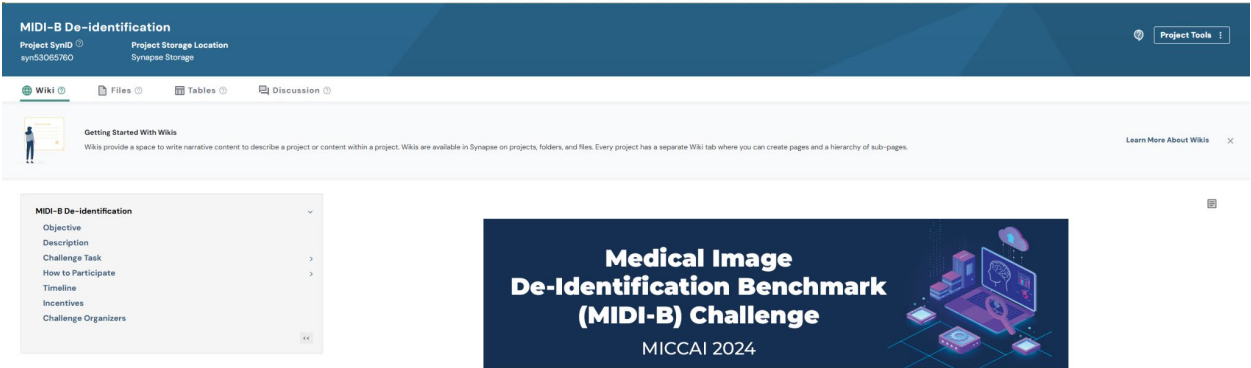 MIDI-B De-identification
Project SynID
Project Storage Location
syn53065760
Synapse Storage
Project Tools
Wiki
Files
Tables
Discussion
Getting Started With Wikis
Wikis provide a space to write narrative content to describe a project or content within a project. Wikis are available in Synapse on projects, folders, and files. Every project has a separate Wiki tab where you can create pages and a hierarchy of sub-pages.
Learn More About Wikis
MIDI-B De-identification
Objective
Description
Challenge Task
How to Participate
Timeline
Incentives
Challenge Organizers
Medical Image
De-Identification Benchmark
(MIDI-B) Challenge
MICCAI 2024